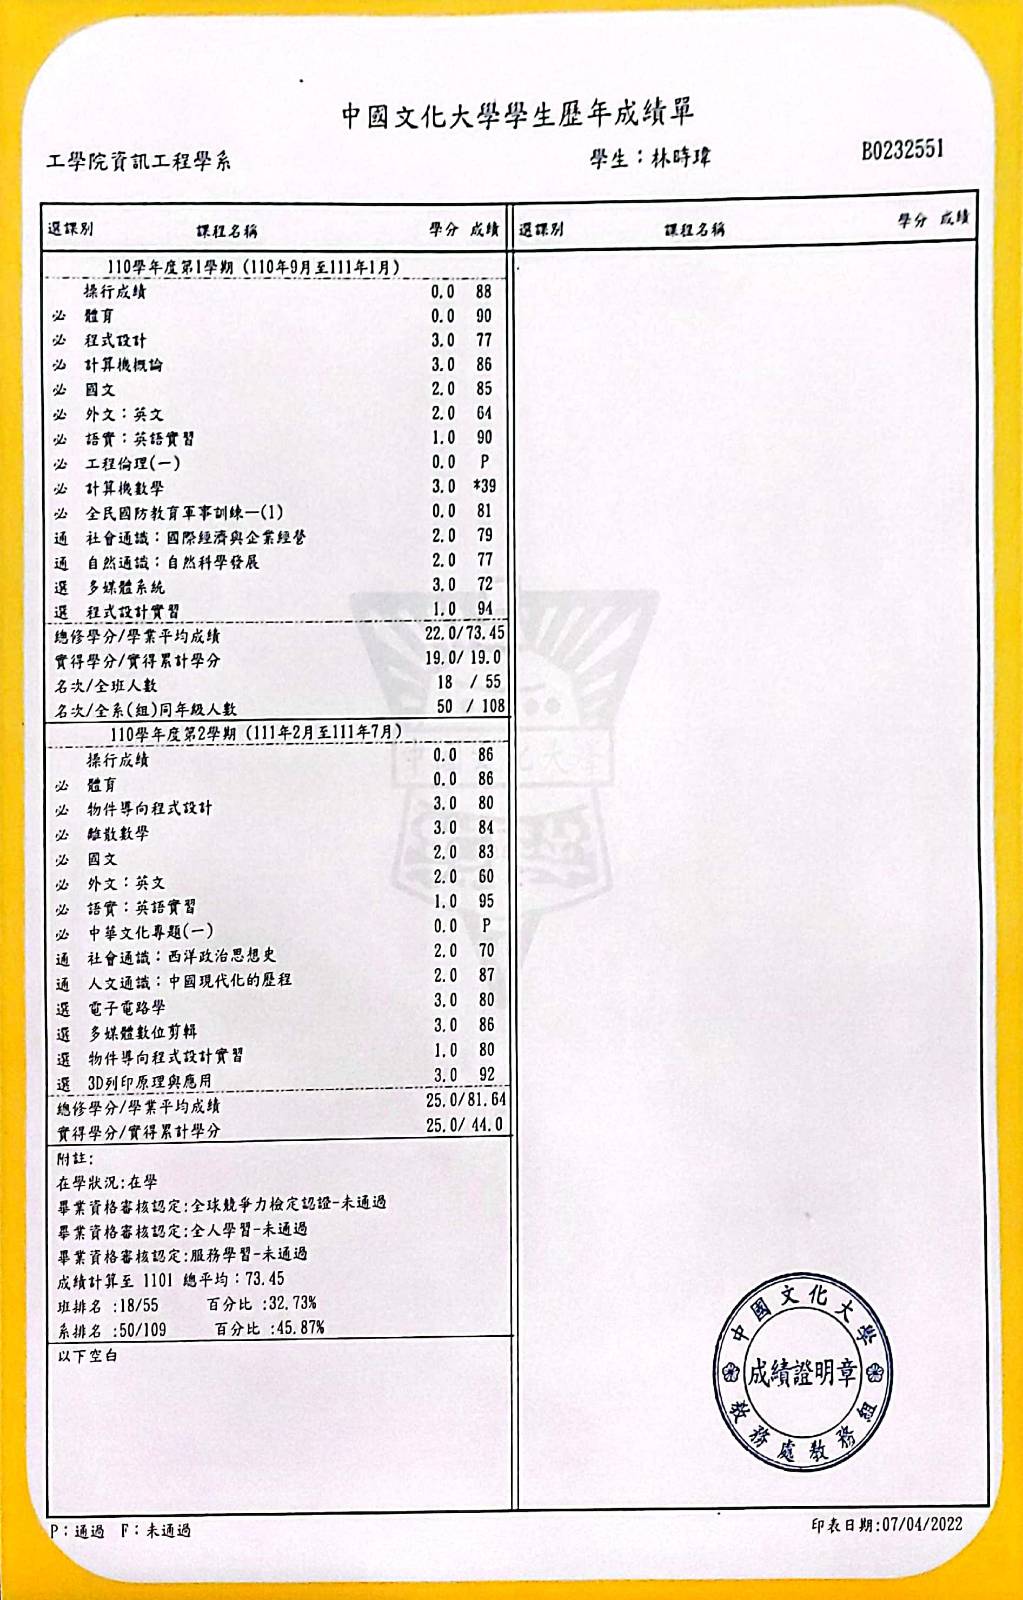 中國文化大學學生歷年成績單
工學院資訊工程學系 學生：林時瑋 B0232551
選課別 課程名稱 學分 成績 選課別 課程名稱 學分 成績
110學年度第1學期 (110年9月至111年1月)
操行成績 0.0 88
必 體育 0.0 90
必 程式設計 3.0 77
必 計算機概論 3.0 86
必 國文 2.0 85
必 外文：英文 2.0 64
必 語實：英語實習 1.0 90
必 工程倫理(一) 0.0 P
必 計算機數學 3.0 *39
必 全民國防教育軍事訓練—(1) 0.0 81
通 社會通識：國際經濟與企業經營 2.0 79
通 自然通識：自然科學發展 2.0 77
選 多媒體系統 3.0 72
選 程式設計實習 1.0 94
總修學分/學業平均成績 22.0/73.45
實得學分/實得累計學分 19.0/ 19.0
名次/全班人數 18 / 55
名次/全系(組)同年級人數 50 / 108
110學年度第2學期 (111年2月至111年7月)
操行成績 0.0 86
必 體育 0.0 86
必 物件導向程式設計 3.0 80
必 離散數學 3.0 84
必 國文 2.0 83
必 外文：英文 2.0 60
必 語實：英語實習 1.0 95
必 中華文化專題(一) 0.0 P
通 社會通識：西洋政治思想史 2.0 70
通 人文通識：中國現代化的歷程 2.0 87
選 電子電路學 3.0 80
選 多媒體數位剪輯 3.0 86
選 物件導向程式設計實習 1.0 80
選 3D列印原理與應用 3.0 92
總修學分/學業平均成績 25.0/81.64
實得學分/實得累計學分 25.0/ 44.0
附註:
在學狀況:在學
畢業資格審核認定:全球競爭力檢定認證-未通過
畢業資格審核認定:全人學習-未通過
畢業資格審核認定:服務學習-未通過
成績計算至 1101 總平均：73.45
班排名 :18/55 百分比 :32.73%
系排名 :50/109 百分比 :45.87%
以下空白
中國文化大學
成績證明章
教務處教務組
P：通過 F：未通過 印表日期:07/04/2022